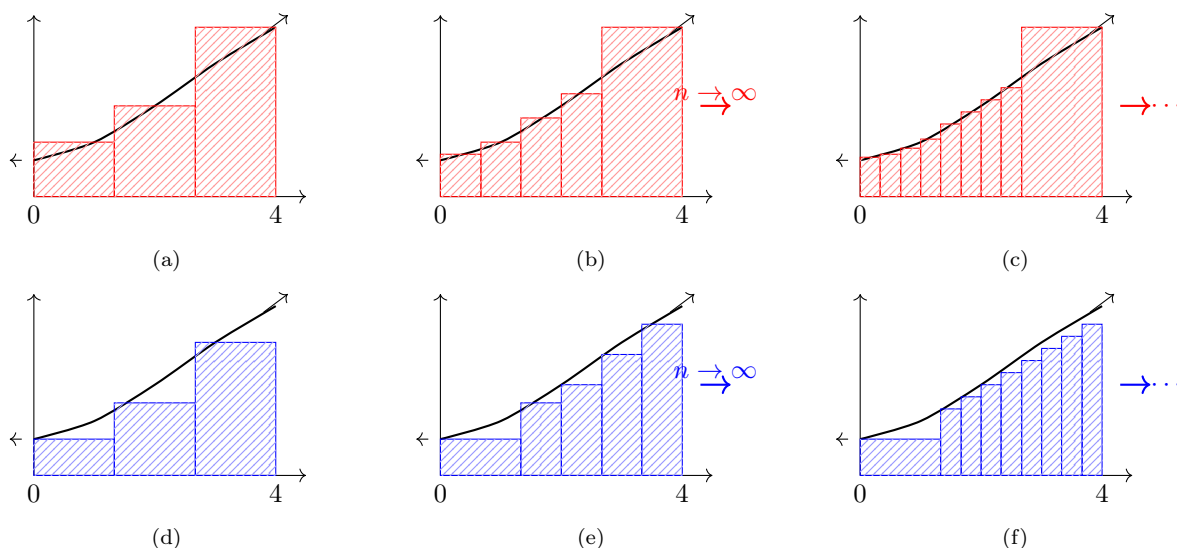 n → ∞
→ ···
0 4
0 4
0 4
(a)
(b)
(c)
n → ∞
→ ···
0 4
0 4
0 4
(d)
(e)
(f)